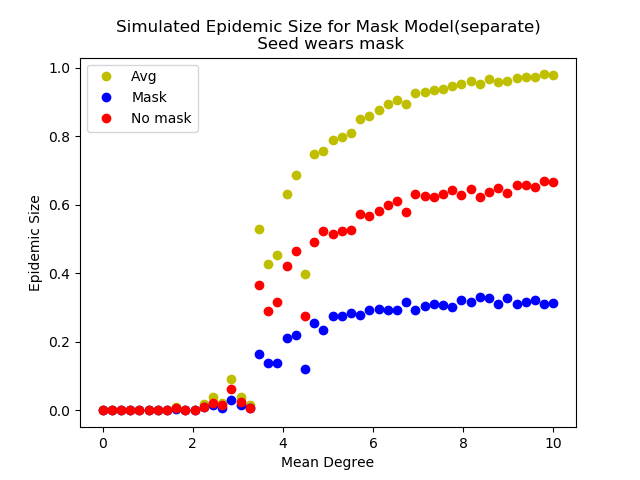 Simulated Epidemic Size for Mask Model(separate)
Seed wears mask
1.0
0.8
0.6
0.4
0.2
0.0
Epidemic Size
Avg
Mask
No mask
0 2 4 6 8 10
Mean Degree